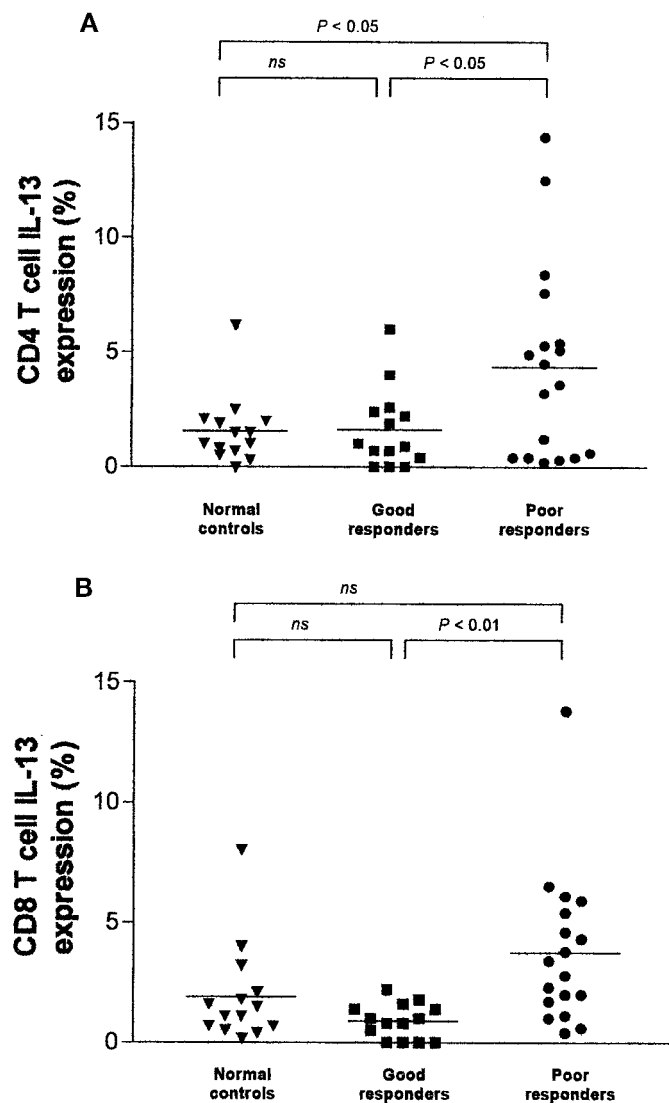 A
P < 0.05
ns
P < 0.05
CD4 T cell IL-13
expression (%)
15
10
5
0
Normal
controls
Good
responders
Poor
responders
B
ns
ns
P < 0.01
CD8 T cell IL-13
expression (%)
15
10
5
0
Normal
controls
Good
responders
Poor
responders